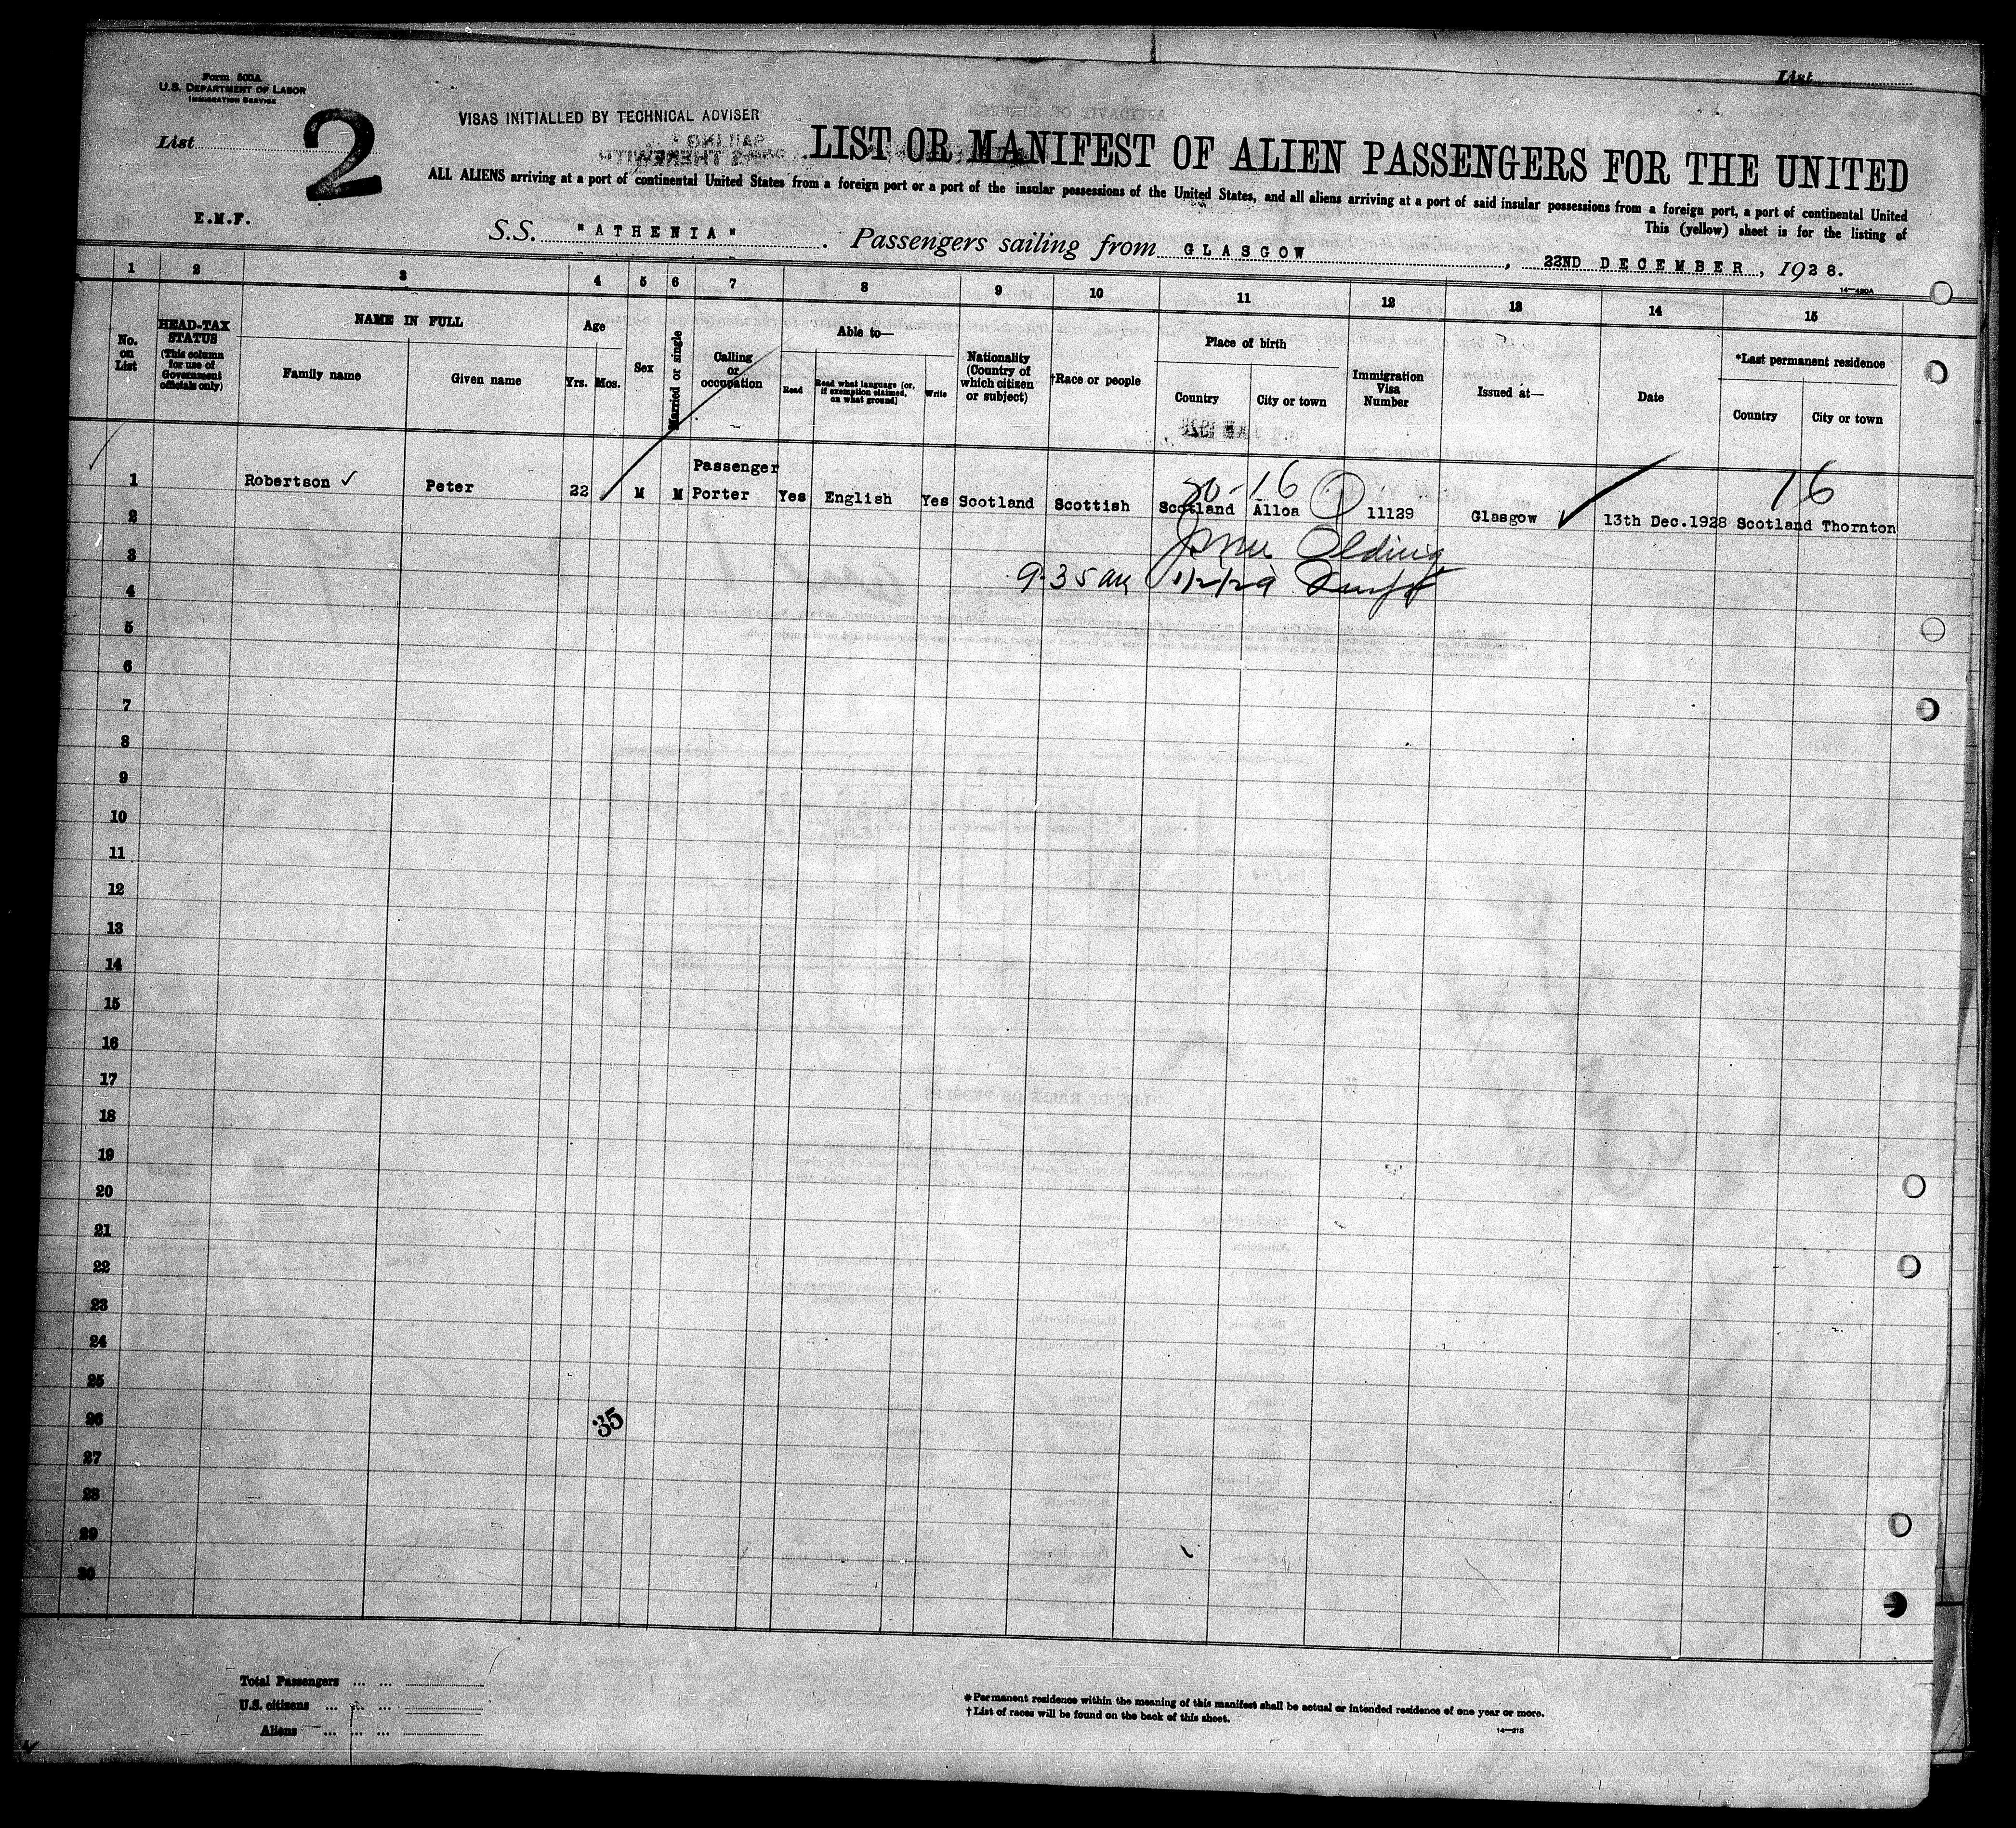 List
Form 500A
U.S. DEPARTMENT OF LABOR
IMMIGRATION SERVICE
List
2
VISAS INITIALLED BY TECHNICAL ADVISER
LIST OR MANIFEST OF ALIEN PASSENGERS FOR THE UNITED
ALL ALIENS arriving at a port of continental United States from a foreign port or a port of the insular possessions of the United States, and all aliens arriving at a port of said insular possessions from a foreign port, a port of continental United
This (yellow) sheet is for the listing of
E.M.F.
S.S. "ATHENIA". Passengers sailing from GLASGOW, 22ND DECEMBER, 1928.
14—420A
1 2 3 4 5 6 7 8 9 10 11 12 13 14 15
No. on List
HEAD-TAX STATUS
(This column for use of Government officials only)
NAME IN FULL
Family name
Given name
Age
Yrs. Mos.
Sex
Married or single
Calling or occupation
Able to—
Read
Read what language [or, if exemption claimed, on what ground]
Write
Nationality (Country of which citizen or subject)
†Race or people
Place of birth
Country
City or town
Immigration Visa Number
Issued at—
Date
*Last permanent residence
Country
City or town
20-16 16
1 Robertson Peter 22 M M Passenger Porter Yes English Yes Scotland Scottish Scotland Alloa 11129 Glasgow 13th Dec.1928 Scotland Thornton
2
3
9-35 am 1/2/29
4
5
6
7
8
9
10
11
12
13
14
15
16
17
18
19
20
21
22
23
24
25
26
35
27
28
29
30
Total Passengers ... ...
U.S. citizens ... ... ...
Aliens ... ... ...
*Permanent residence within the meaning of this manifest shall be actual or intended residence of one year or more.
†List of races will be found on the back of this sheet.
14—213